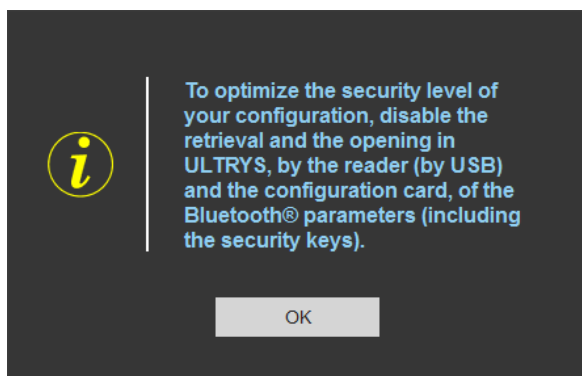 To optimize the security level of
your configuration, disable the
retrieval and the opening in
ULTRYS, by the reader (by USB)
and the configuration card, of the
Bluetooth® parameters (including
the security keys).
OK